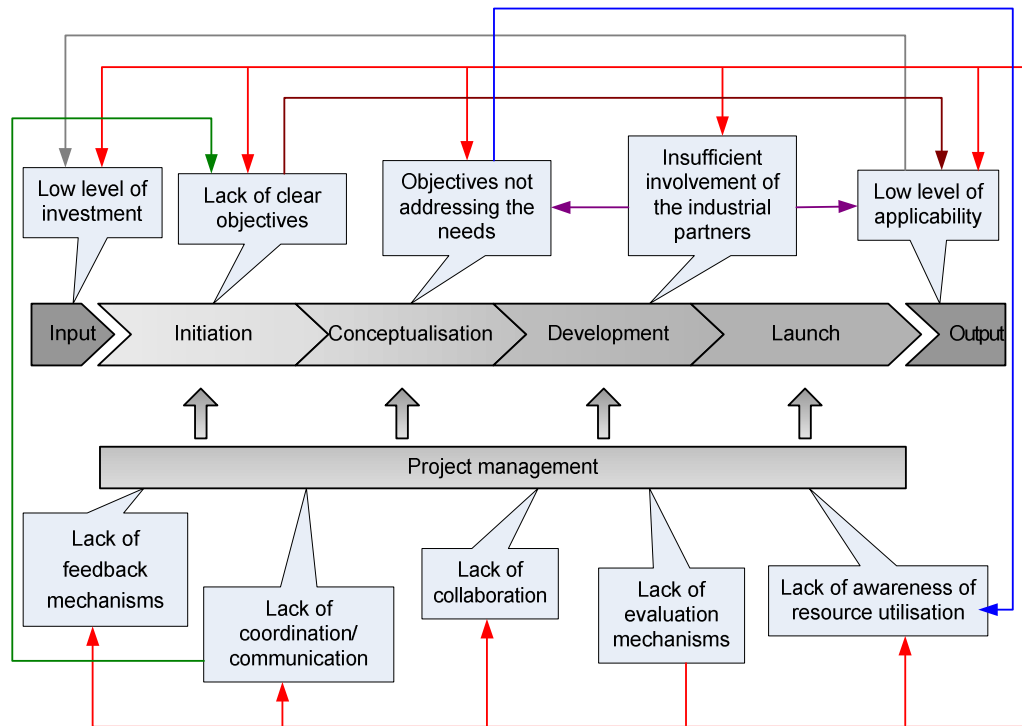 Low level of
investment
Lack of clear
objectives
Objectives not
addressing the
needs
Insufficient
involvement of
the industrial
partners
Low level of
applicability
Input
Initiation
Conceptualisation
Development
Launch
Output
Project management
Lack of
feedback
mechanisms
Lack of
coordination/
communication
Lack of
collaboration
Lack of
evaluation
mechanisms
Lack of awareness of
resource utilisation